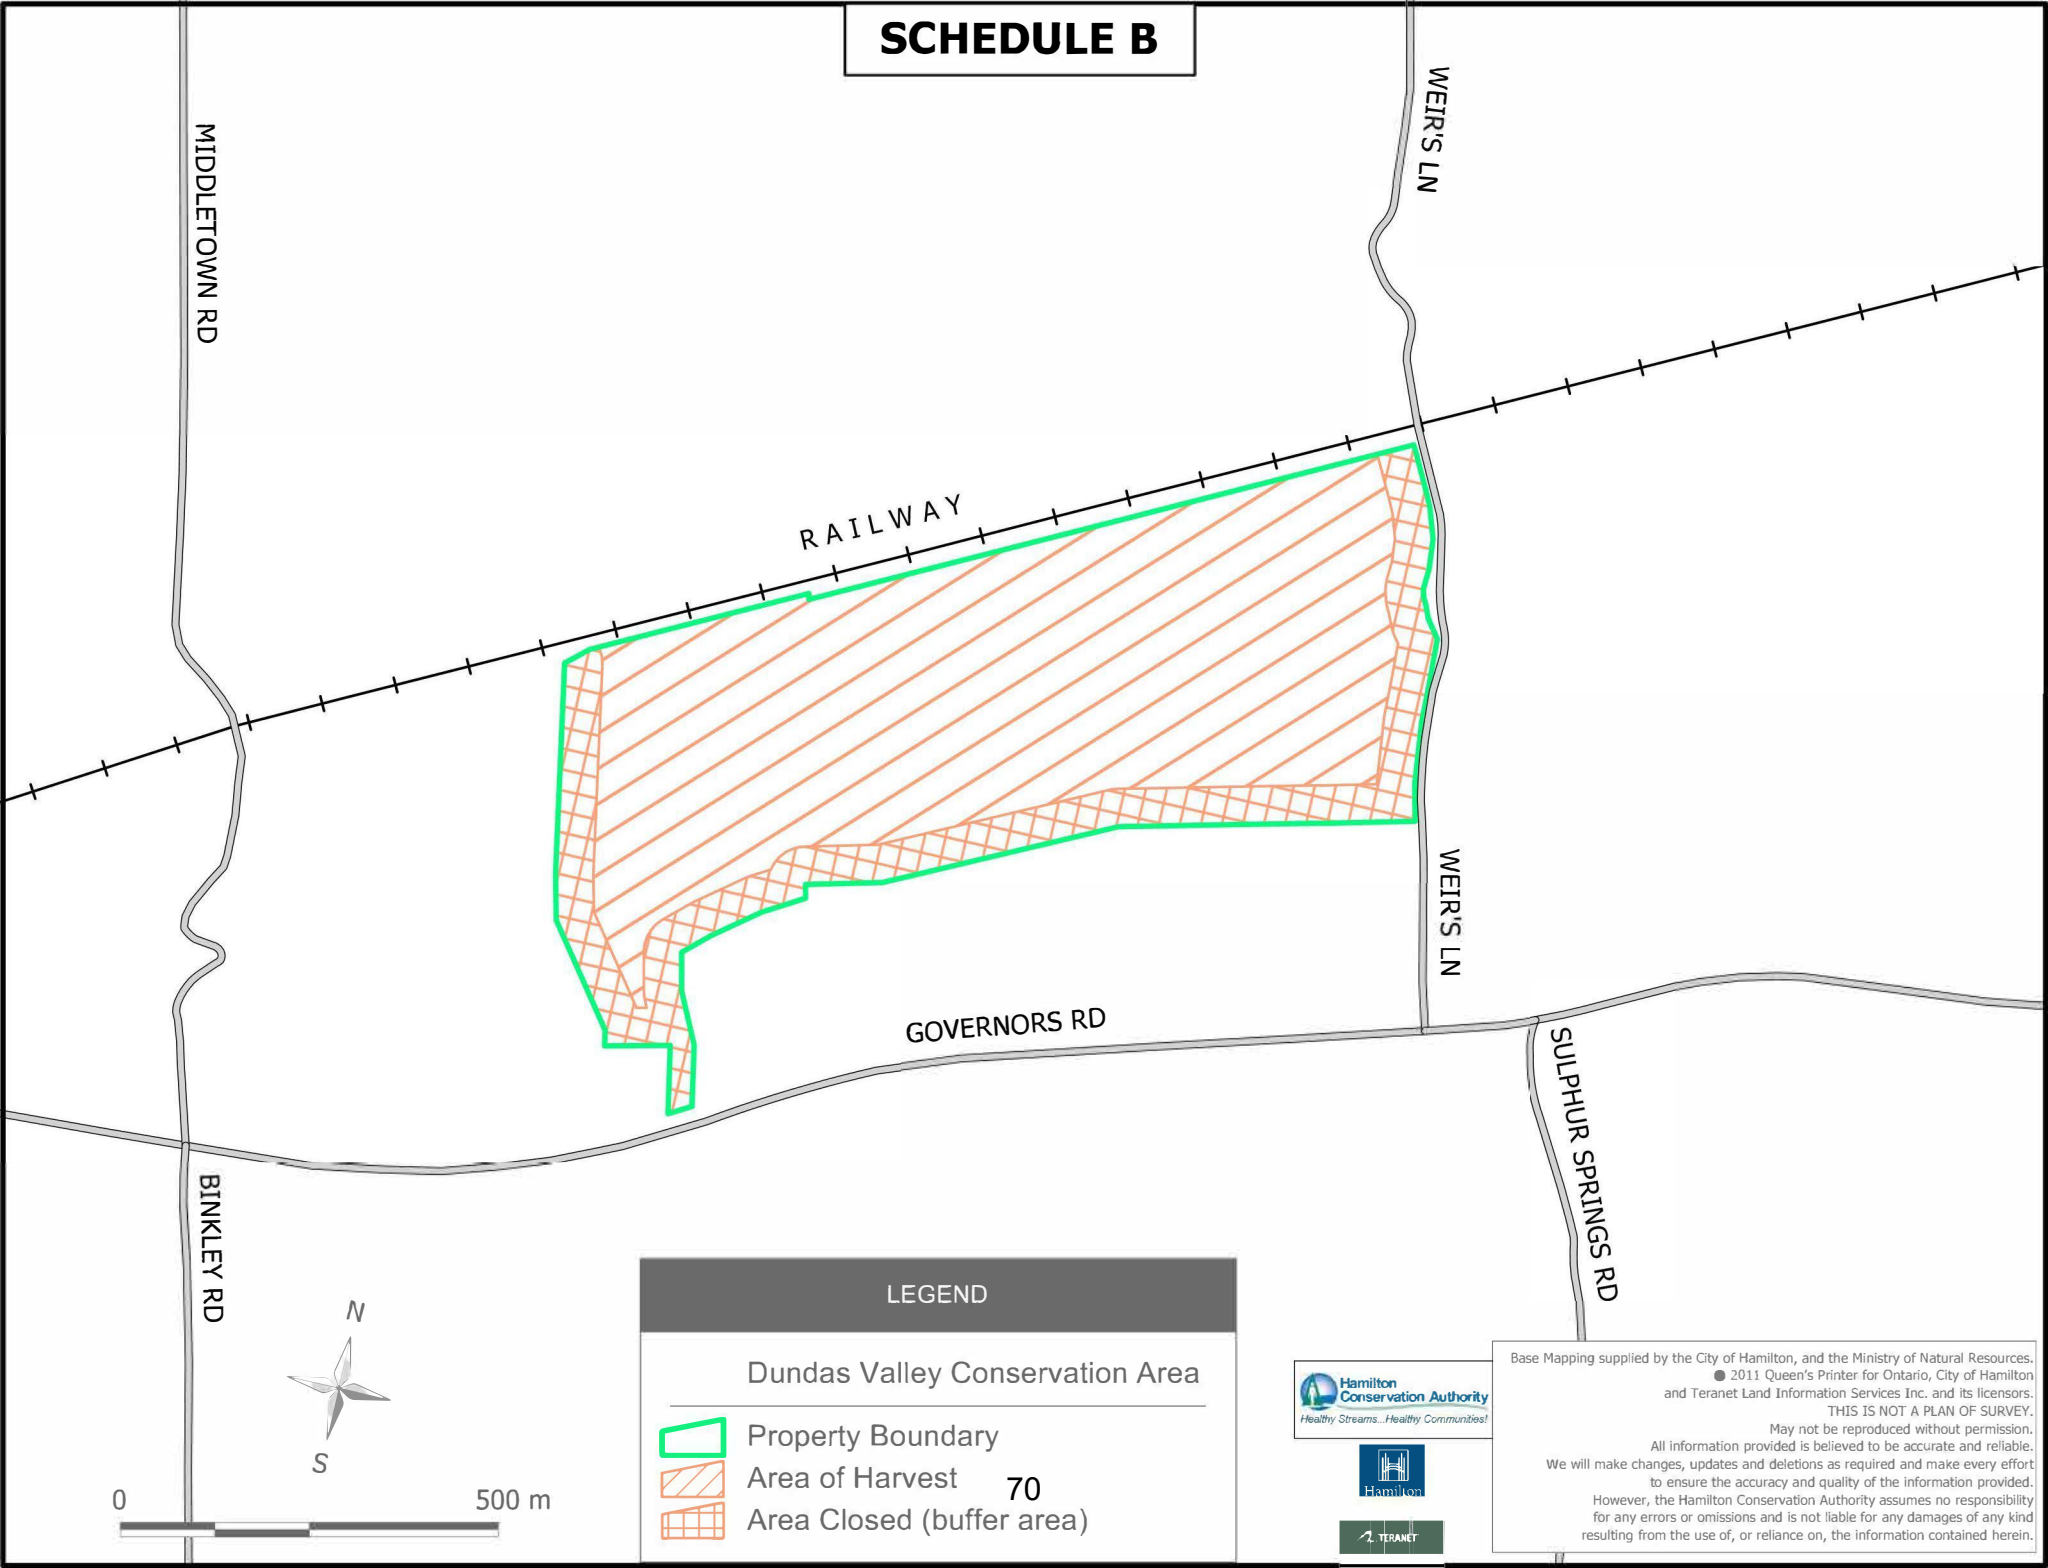 SCHEDULE B
MIDDLETOWN RD
WEIR'S LN
RAILWAY
WEIR'S LN
GOVERNORS RD
SULPHUR SPRINGS RD
BINKLEY RD
N
S
0 500 m
LEGEND
Dundas Valley Conservation Area
Property Boundary
Area of Harvest
70
Area Closed (buffer area)
Hamilton
Conservation Authority
Healthy Streams...Healthy Communities!
Hamilton
TERANET
Base Mapping supplied by the City of Hamilton, and the Ministry of Natural Resources.
● 2011 Queen's Printer for Ontario, City of Hamilton
and Teranet Land Information Services Inc. and its licensors.
THIS IS NOT A PLAN OF SURVEY.
May not be reproduced without permission.
All information provided is believed to be accurate and reliable.
We will make changes, updates and deletions as required and make every effort
to ensure the accuracy and quality of the information provided.
However, the Hamilton Conservation Authority assumes no responsibility
for any errors or omissions and is not liable for any damages of any kind
resulting from the use of, or reliance on, the information contained herein.